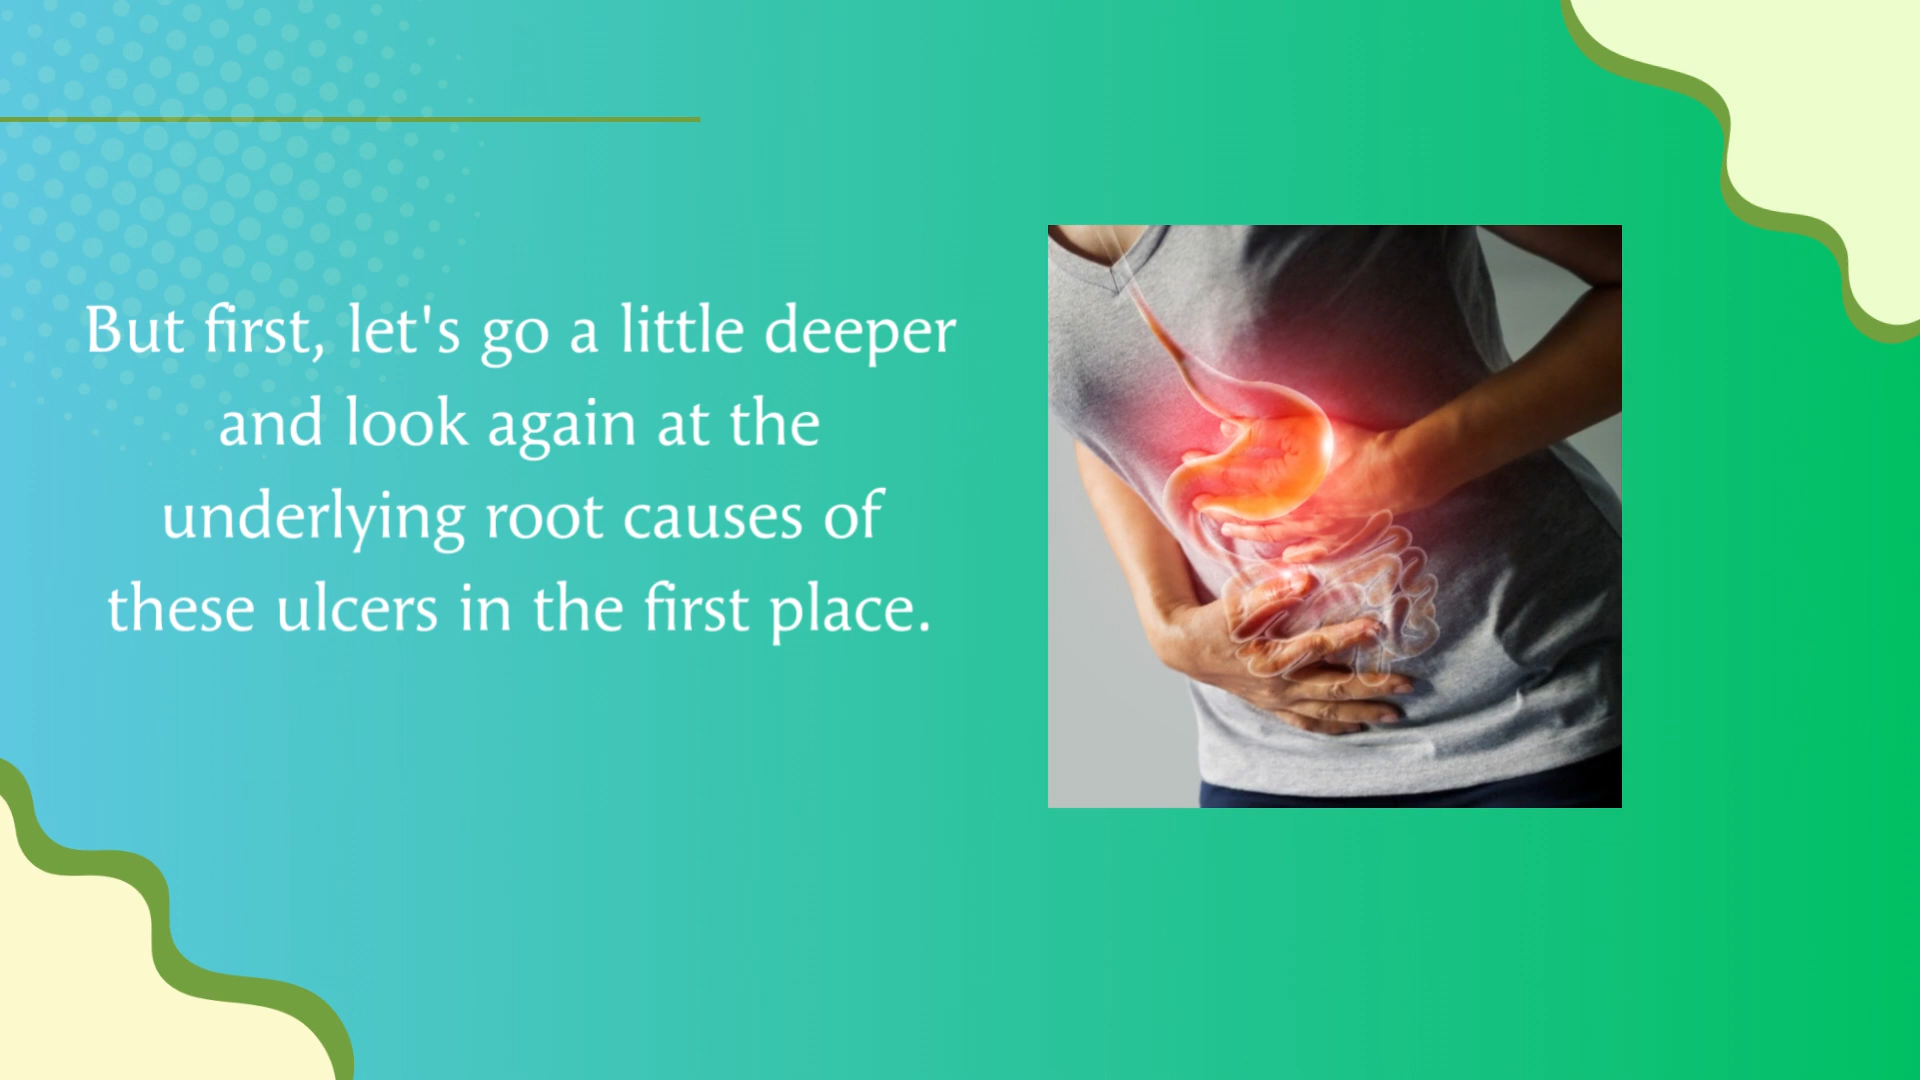 But first, let's go a little deeper
and look again at the
underlying root causes of
these ulcers in the first place.